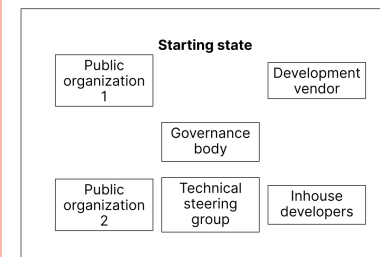 Starting state
Public
organization
1
Development
vendor
Governance
body
Public
organization
2
Technical
steering
group
Inhouse
developers